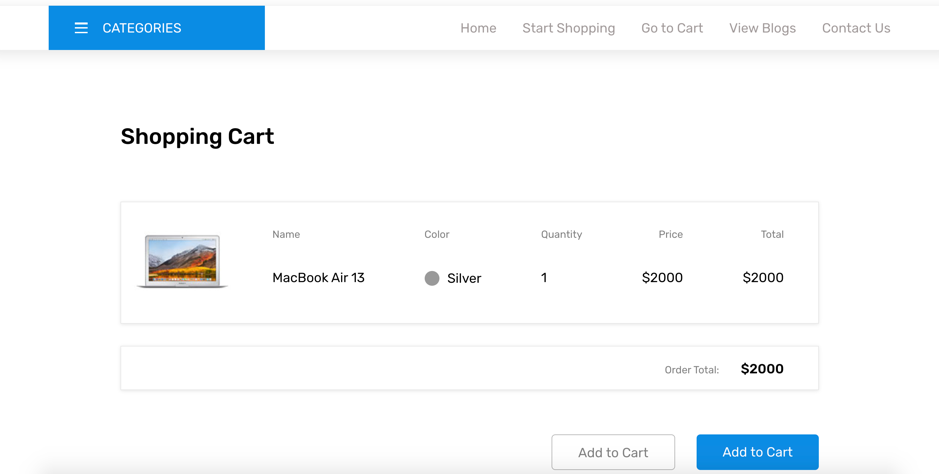 CATEGORIES Home Start Shopping Go to Cart View Blogs Contact Us
Shopping Cart
Name Color Quantity Price Total
MacBook Air 13 Silver 1 $2000 $2000
Order Total: $2000
Add to Cart Add to Cart